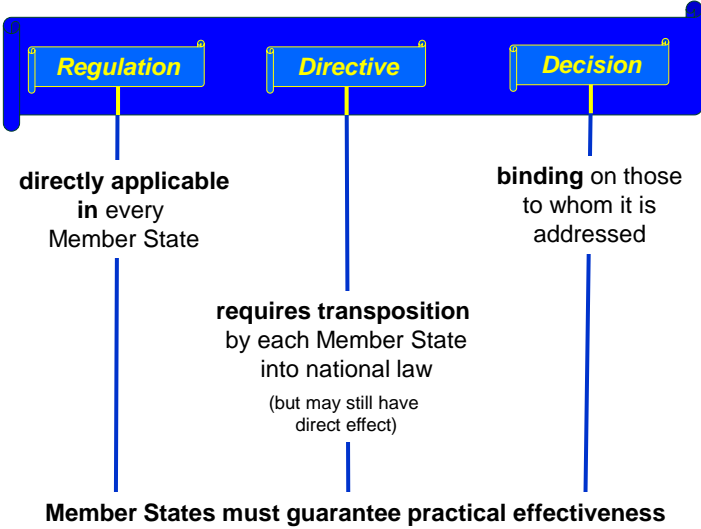 Regulation
Directive
Decision
directly applicable
in every
Member State
binding on those
to whom it is
addressed
requires transposition
by each Member State
into national law
(but may still have
direct effect)
Member States must guarantee practical effectiveness